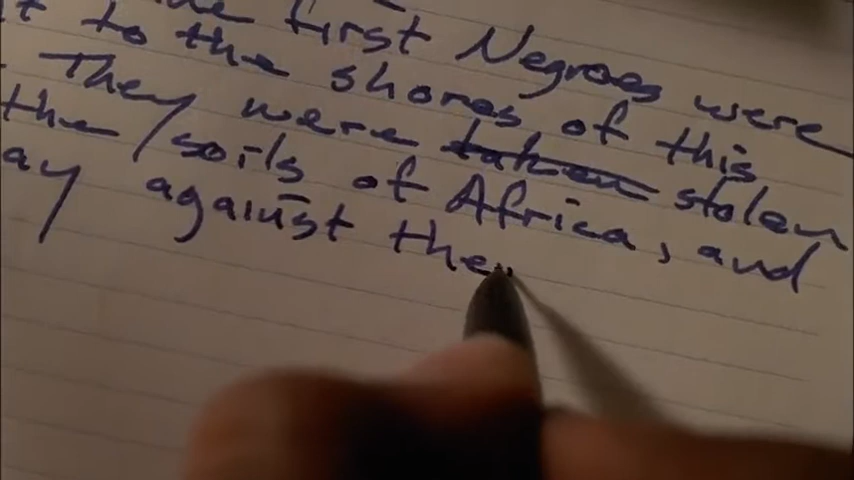 first Negroes were
to the shores of this
They were taken stolen
the soils of Africa, and
against the